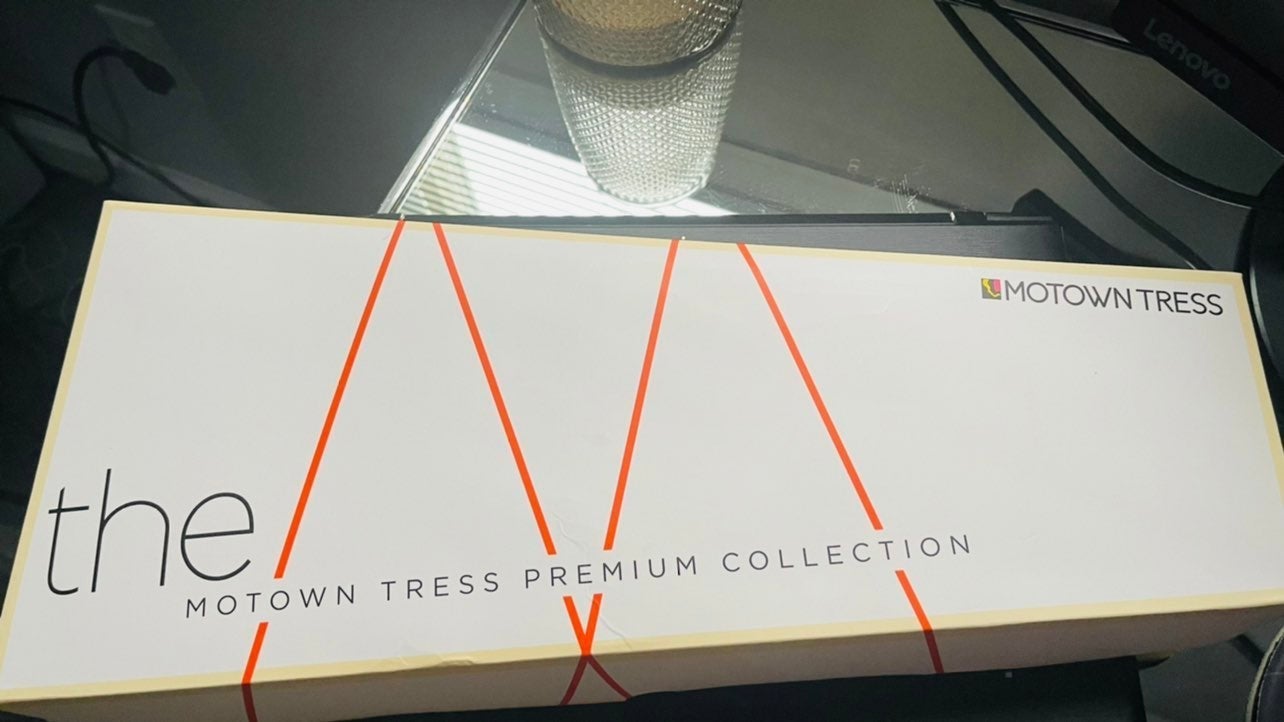 Lenovo
MOTOWN TRESS
the
MOTOWN TRESS PREMIUM COLLECTION